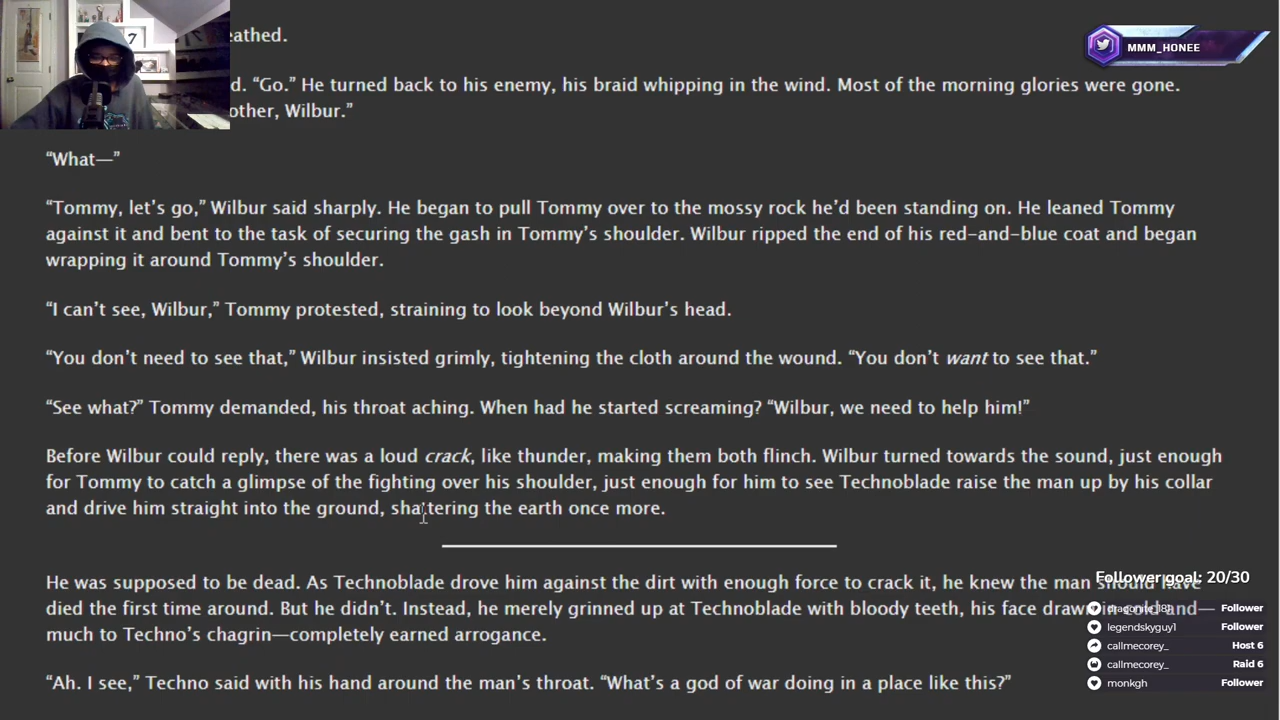 eathed.
MMM_HONEE
d. “Go.” He turned back to his enemy, his braid whipping in the wind. Most of the morning glories were gone.
other, Wilbur.”
“What—”
“Tommy, let’s go,” Wilbur said sharply. He began to pull Tommy over to the mossy rock he’d been standing on. He leaned Tommy
against it and bent to the task of securing the gash in Tommy’s shoulder. Wilbur ripped the end of his red-and-blue coat and began
wrapping it around Tommy’s shoulder.
“I can’t see, Wilbur,” Tommy protested, straining to look beyond Wilbur’s head.
“You don’t need to see that,” Wilbur insisted grimly, tightening the cloth around the wound. “You don’t want to see that.”
“See what?” Tommy demanded, his throat aching. When had he started screaming? “Wilbur, we need to help him!”
Before Wilbur could reply, there was a loud crack, like thunder, making them both flinch. Wilbur turned towards the sound, just enough
for Tommy to catch a glimpse of the fighting over his shoulder, just enough for him to see Technoblade raise the man up by his collar
and drive him straight into the ground, shattering the earth once more.
He was supposed to be dead. As Technoblade drove him against the dirt with enough force to crack it, he knew the man should have
died the first time around. But he didn’t. Instead, he merely grinned up at Technoblade with bloody teeth, his face drawn in cold and—
much to Techno’s chagrin—completely earned arrogance.
“Ah. I see,” Techno said with his hand around the man’s throat. “What’s a god of war doing in a place like this?”
Follower goal: 20/30
Follower
legendskyguy1 Follower
callmecorey_ Host 6
callmecorey_ Raid 6
monkgh Follower
7